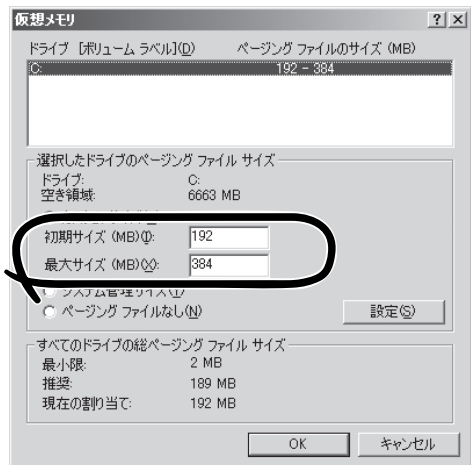 仮想メモリ
ドライブ [ボリューム ラベル](D) ページング ファイルのサイズ (MB)
C: 192 - 384
選択したドライブのページング ファイル サイズ
ドライブ: C:
空き領域: 6663 MB
初期サイズ (MB)(I): 192
最大サイズ (MB)(X): 384
システム管理サイズ(Y)
ページング ファイルなし(N) 設定(S)
すべてのドライブの総ページング ファイル サイズ
最小限: 2 MB
推奨: 189 MB
現在の割り当て: 192 MB
OK キャンセル